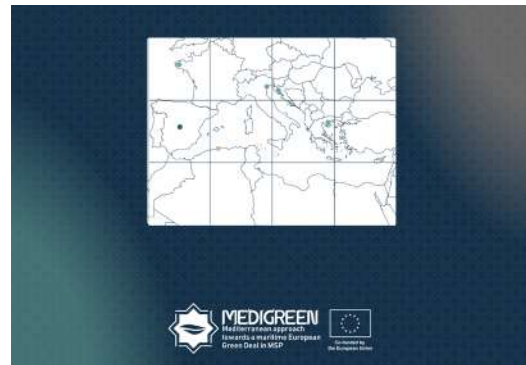 MEDIGREEN
Mediterranean approach
towards a maritime European
Green Deal in MSP
Co-funded by
the European Union